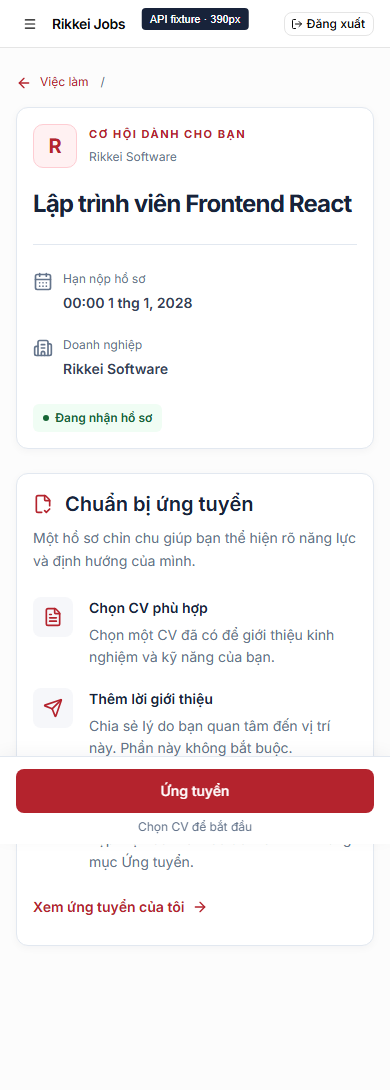 Rikkei Jobs
API fixture · 390px
Đăng xuất
Việc làm /
R
CƠ HỘI DÀNH CHO BẠN
Rikkei Software
Lập trình viên Frontend React
Hạn nộp hồ sơ
00:00 1 thg 1, 2028
Doanh nghiệp
Rikkei Software
Đang nhận hồ sơ
Chuẩn bị ứng tuyển
Một hồ sơ chỉn chu giúp bạn thể hiện rõ năng lực
và định hướng của mình.
Chọn CV phù hợp
Chọn một CV đã có để giới thiệu kinh
nghiệm và kỹ năng của bạn.
Thêm lời giới thiệu
Chia sẻ lý do bạn quan tâm đến vị trí
này. Phần này không bắt buộc.
Ứng tuyển
Chọn CV để bắt đầu
mục Ứng tuyển.
Xem ứng tuyển của tôi